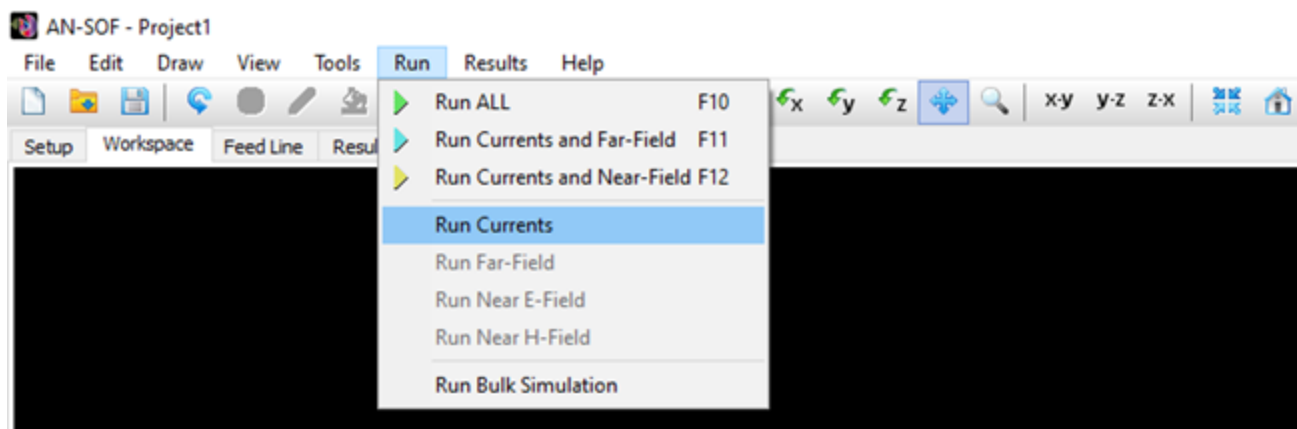 AN-SOF - Project1
File Edit Draw View Tools Run Results Help
x y z x-y y-z z-x
Setup Workspace Feed Line
Run ALL F10
Run Currents and Far-Field F11
Run Currents and Near-Field F12
Run Currents
Run Far-Field
Run Near E-Field
Run Near H-Field
Run Bulk Simulation